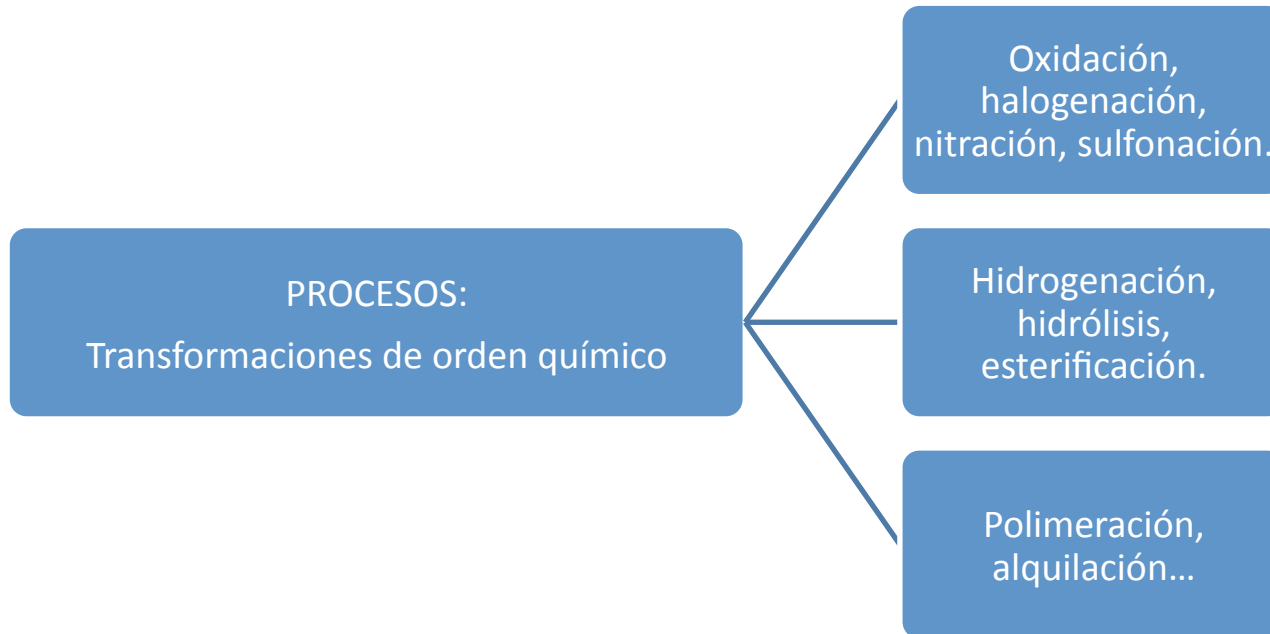 Oxidación,
halogenación,
nitración, sulfonación.
PROCESOS:
Transformaciones de orden químico
Hidrogenación,
hidrólisis,
esterificación.
Polimeración,
alquilación...